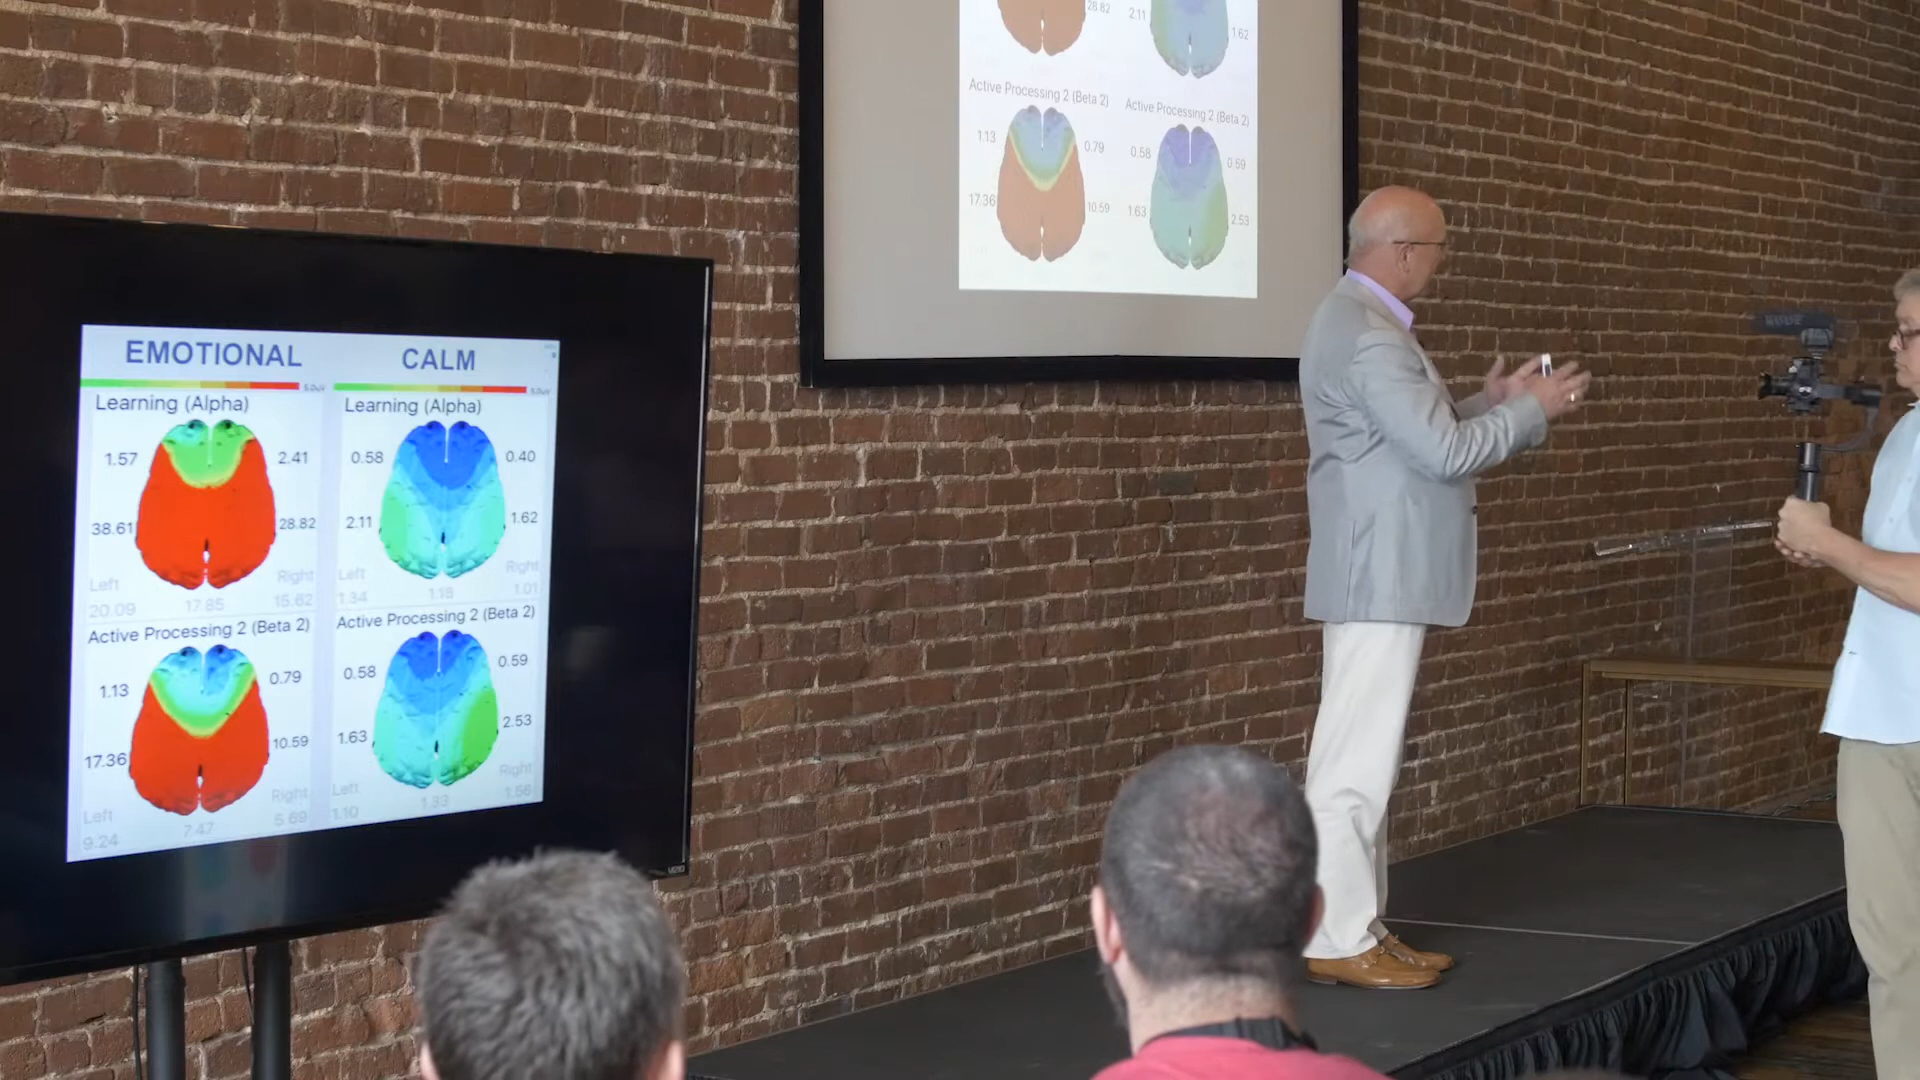 EMOTIONAL CALM
5.0uV 5.0uV
Learning (Alpha) Learning (Alpha)
1.57 2.41 0.58 0.40
38.61 28.82 2.11 1.62
Left Right Left Right
20.09 17.85 15.62 1.34 1.18 1.01
Active Processing 2 (Beta 2) Active Processing 2 (Beta 2)
1.13 0.79 0.58 0.59
17.36 10.59 1.63 2.53
Left Right Left Right
9.24 7.47 5.69 1.10 1.33 1.56
VIZIO
28.82 2.11 1.62
Active Processing 2 (Beta 2) Active Processing 2 (Beta 2)
1.13 0.79 0.58 0.59
17.36 10.59 1.63 2.53